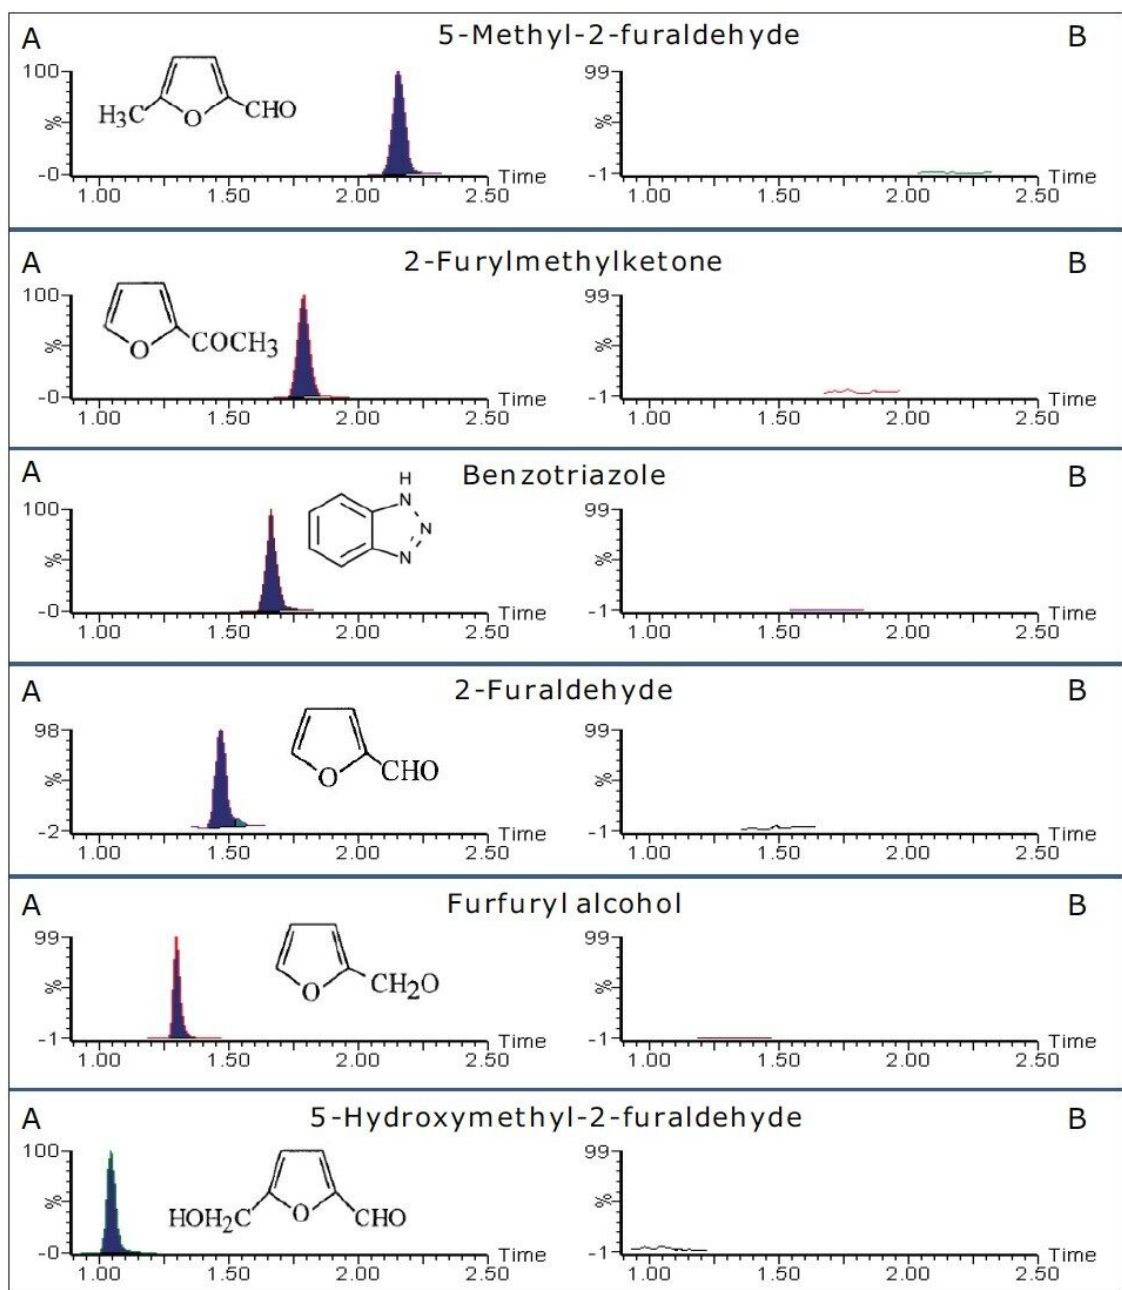 A 5-Methyl-2-furaldehyde B
100 99
H3C O CHO
% %
-0 -1
1.00 1.50 2.00 2.50 Time 1.00 1.50 2.00 2.50 Time
A 2-Furylmethylketone B
100 99
O COCH3
% %
-0 -1
1.00 1.50 2.00 2.50 Time 1.00 1.50 2.00 2.50 Time
A Benzotriazole B
H
N
100 99
N
% %
N
-0 -1
1.00 1.50 2.00 2.50 Time 1.00 1.50 2.00 2.50 Time
A 2-Furaldehyde B
98 99
O CHO
% %
-2 -1
1.00 1.50 2.00 2.50 Time 1.00 1.50 2.00 2.50 Time
A Furfuryl alcohol B
99 99
O CH2O
% %
-1 -1
1.00 1.50 2.00 2.50 Time 1.00 1.50 2.00 2.50 Time
A 5-Hydroxymethyl-2-furaldehyde B
100 99
% %
HOH2C O CHO
-0 -1
1.00 1.50 2.00 2.50 Time 1.00 1.50 2.00 2.50 Time